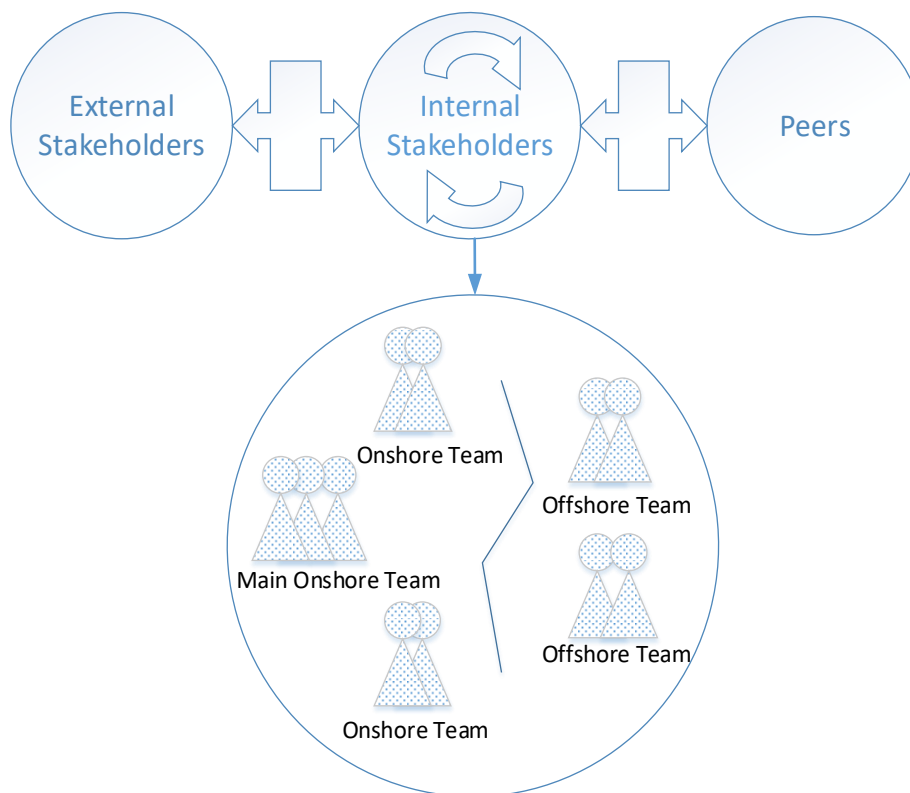 External
Stakeholders
Internal
Stakeholders
Peers
Onshore Team
Offshore Team
Main Onshore Team
Offshore Team
Onshore Team